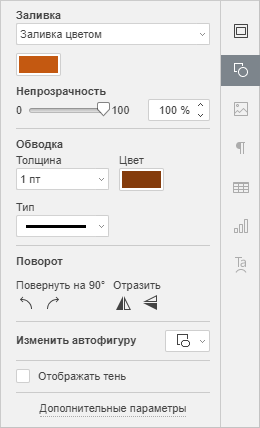 Заливка
Заливка цветом
Непрозрачность
0 100 100 %
Обводка
Толщина Цвет
1 пт
Тип
Поворот
Повернуть на 90° Отразить
Изменить автофигуру
Отображать тень
Дополнительные параметры
Ta